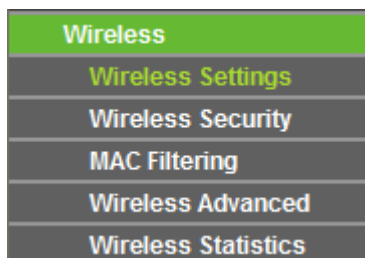 Wireless
Wireless Settings
Wireless Security
MAC Filtering
Wireless Advanced
Wireless Statistics